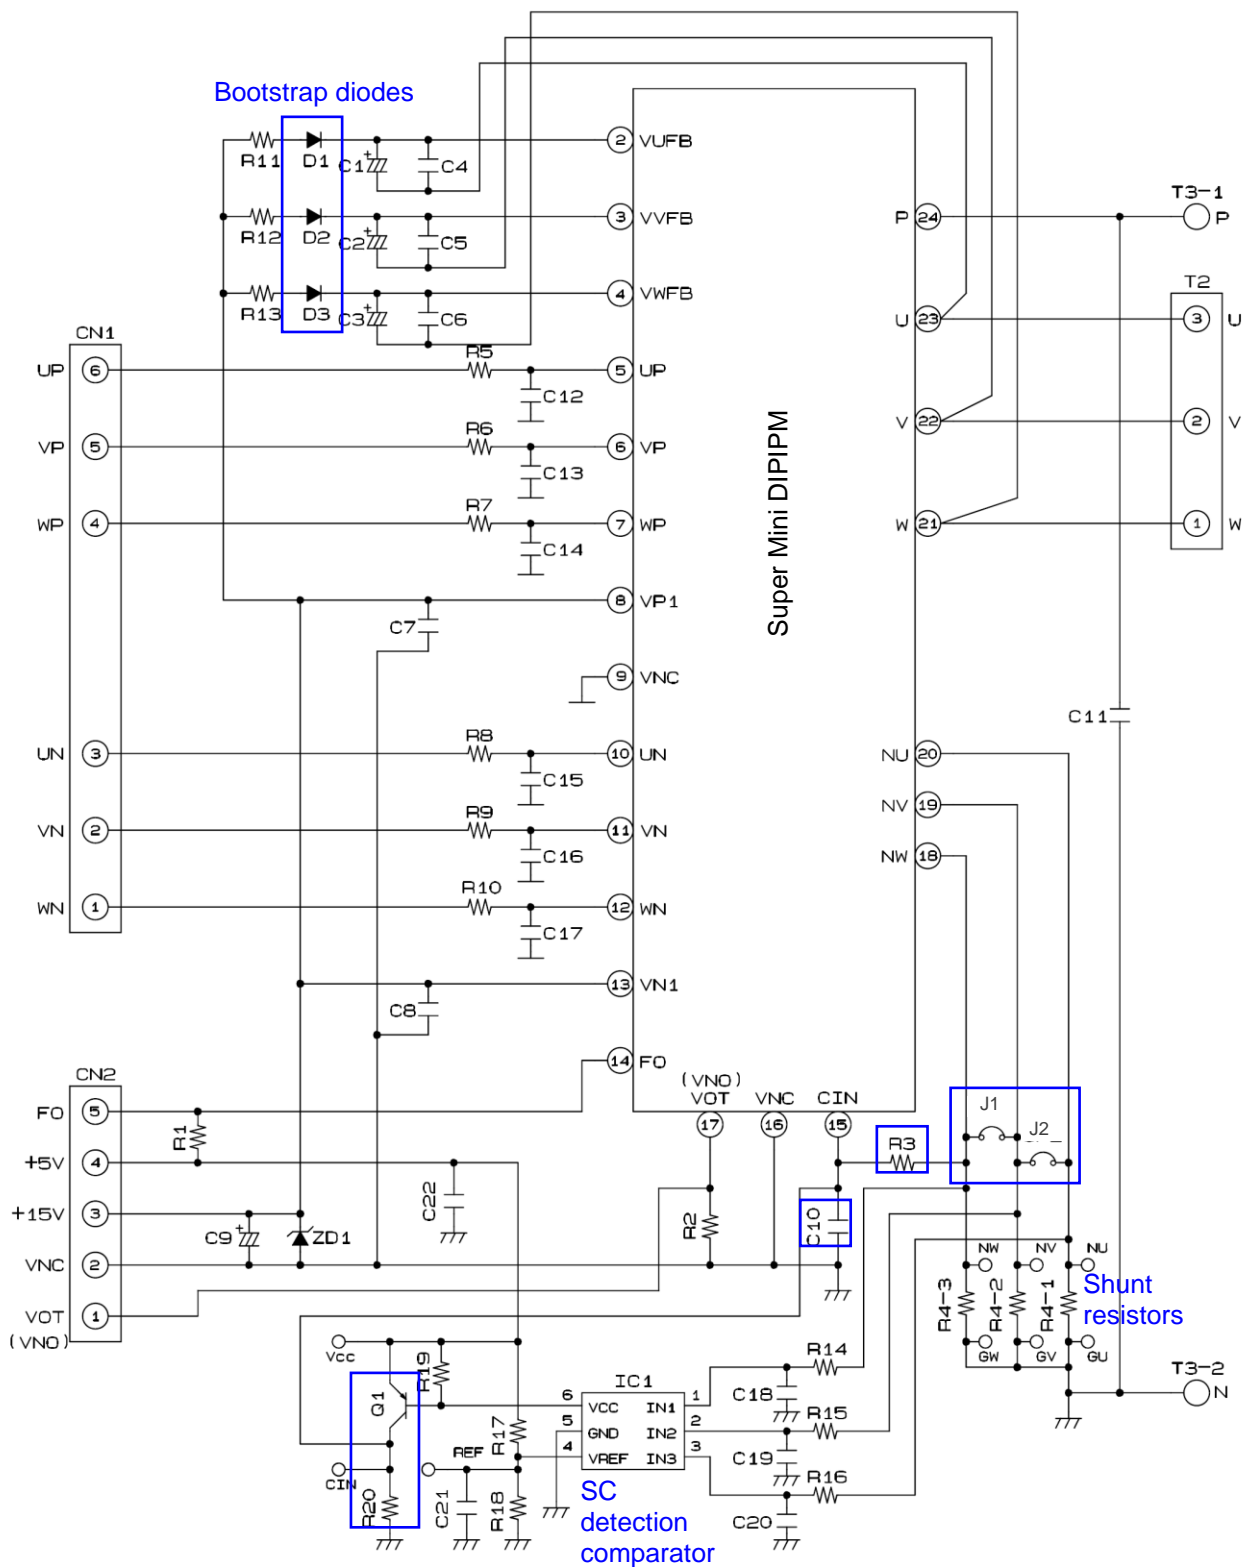 Bootstrap diodes
R11 D1 C1 + C4 2 VUFB
R12 D2 C2 + C5 3 VVFB
R13 D3 C3 + C6 4 VWFB
P 24 T3-1 P
T2
U 23 3 U
V 22 2 V
W 21 1 W
CN1
UP 6 R5 C12 5 UP
VP 5 R6 C13 6 VP
WP 4 R7 C14 7 WP
Super Mini DIPIPM
C7 8 VP1
9 VNC
C11
UN 3 R8 C15 10 UN
NU 20
VN 2 R9 C16 11 VN
NV 19
NW 18
WN 1 R10 C17 12 WN
C8 13 VN1
14 FO
CN2
FO 5 R1
+5V 4 C22
+15V 3 C9 + ZD1
VNC 2
VOT 1
(VNO)
(VNO)
VOT VNC CIN
17 16 15
R2 C10 R3
J1
J2
NW NV NU
R4-3 R4-2 R4-1
Shunt
resistors
GW GV GU
T3-2
N
Vcc
R19
Q1
CIN
R20
REF
C21
R17
R18
IC1
6 VCC IN1 1
5 GND IN2 2
4 VREF IN3 3
SC
detection
comparator
C18 R14
C19 R15
C20 R16